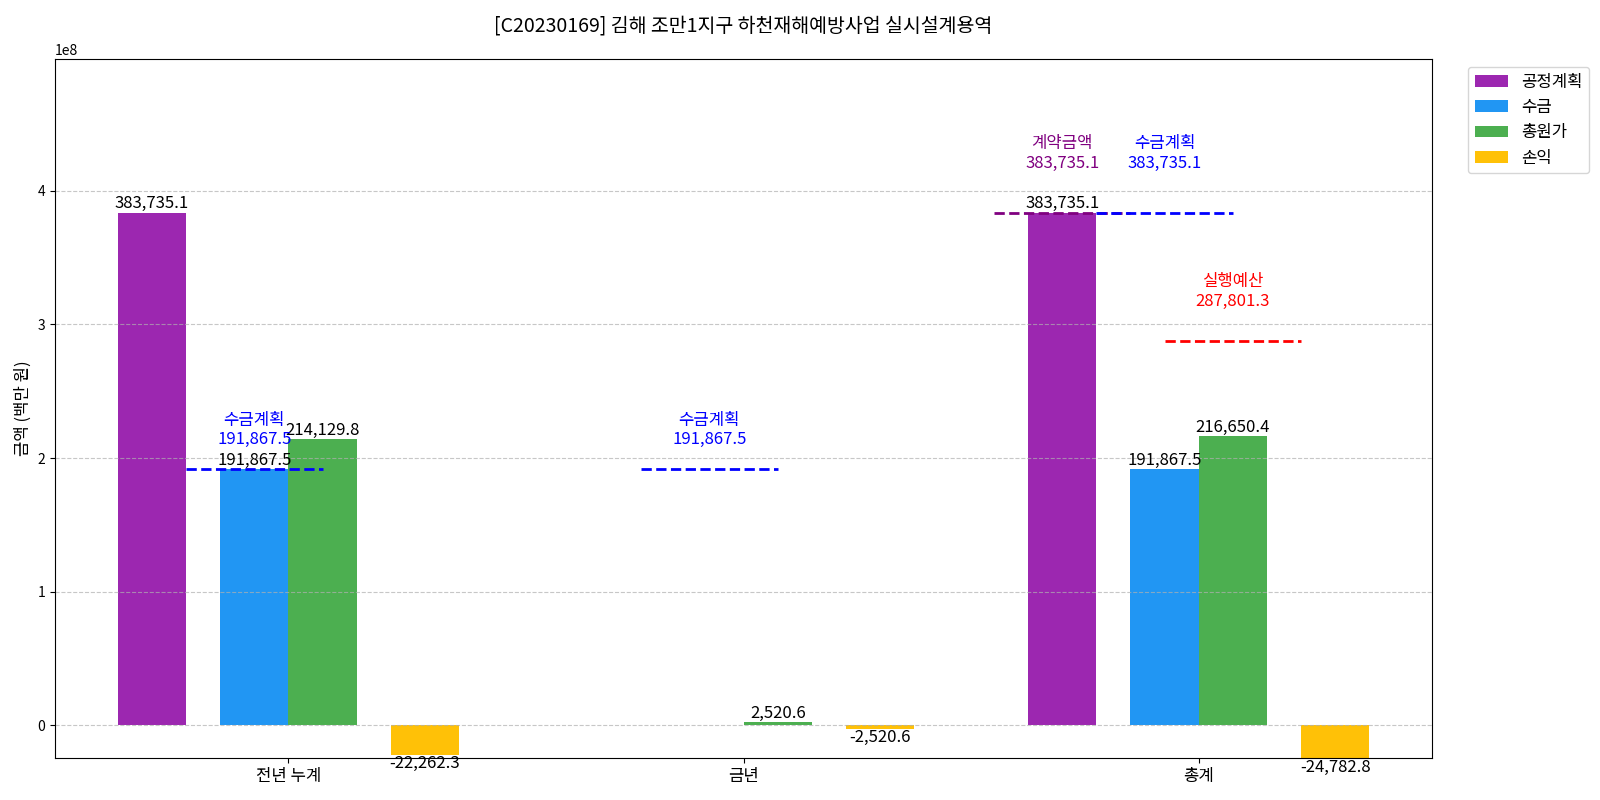 [C20230169] 김해 조만1지구 하천재해예방사업 실시설계용역
1e8
공정계획
수금
총원가
손익
금액 (백만 원)
4
3
2
1
0
383,735.1
수금계획
191,867.5
191,867.5
214,129.8
-22,262.3
수금계획
191,867.5
2,520.6
-2,520.6
계약금액
383,735.1
383,735.1
수금계획
383,735.1
실행예산
287,801.3
191,867.5
216,650.4
-24,782.8
전년 누계
금년
총계